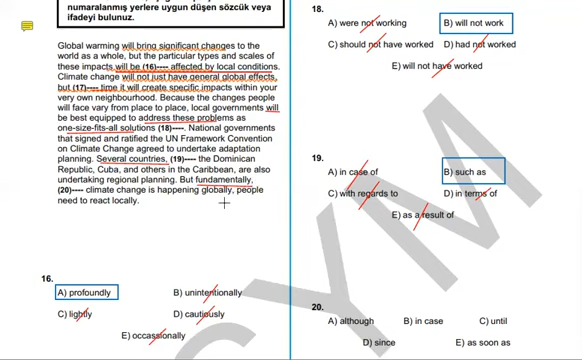 numaralanmış yerlere uygun düşen sözcük veya
ifadeyi bulunuz.
Global warming will bring significant changes to the
world as a whole, but the particular types and scales of
these impacts will be (16)---- affected by local conditions.
Climate change will not just have general global effects,
but (17)---- time it will create specific impacts within your
very own neighbourhood. Because the changes people
will face vary from place to place, local governments will
be best equipped to address these problems as
one-size-fits-all solutions (18)----. National governments
that signed and ratified the UN Framework Convention
on Climate Change agreed to undertake adaptation
planning. Several countries, (19)---- the Dominican
Republic, Cuba, and others in the Caribbean, are also
undertaking regional planning. But fundamentally,
(20)---- climate change is happening globally, people
need to react locally.
16.
A) profoundly B) unintentionally
C) lightly D) cautiously
E) occassionally
18.
A) were not working B) will not work
C) should not have worked D) had not worked
E) will not have worked
19.
A) in case of B) such as
C) with regards to D) in terms of
E) as a result of
20.
A) although B) in case C) until
D) since E) as soon as
ÖSYM